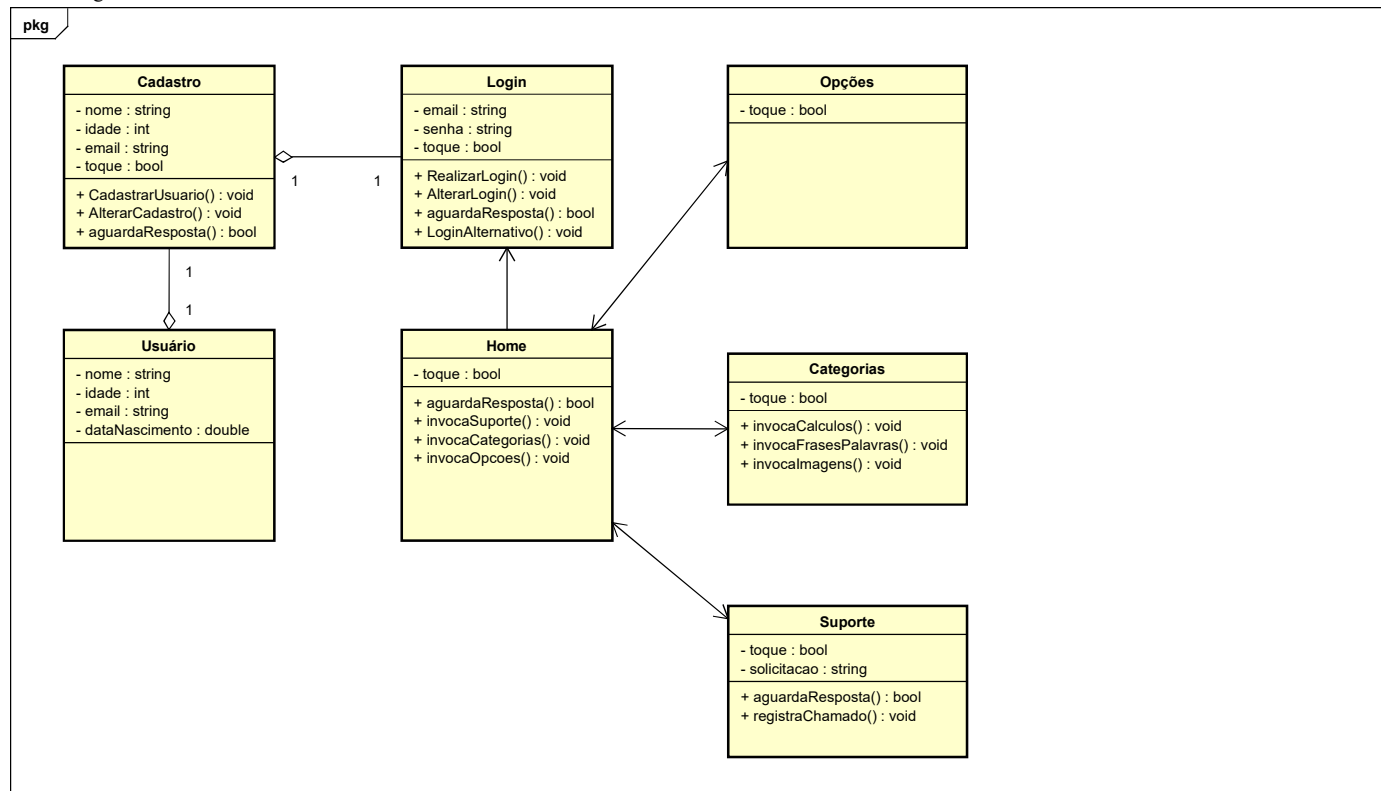 pkg
Cadastro
- nome : string
- idade : int
- email : string
- toque : bool
+ CadastrarUsuario() : void
+ AlterarCadastro() : void
+ aguardaResposta() : bool
1
1
Login
- email : string
- senha : string
- toque : bool
+ RealizarLogin() : void
+ AlterarLogin() : void
+ aguardaResposta() : bool
+ LoginAlternativo() : void
Opções
- toque : bool
1
1
Usuário
- nome : string
- idade : int
- email : string
- dataNascimento : double
Home
- toque : bool
+ aguardaResposta() : bool
+ invocaSuporte() : void
+ invocaCategorias() : void
+ invocaOpcoes() : void
Categorias
- toque : bool
+ invocaCalculos() : void
+ invocaFrasesPalavras() : void
+ invocaImagens() : void
Suporte
- toque : bool
- solicitacao : string
+ aguardaResposta() : bool
+ registraChamado() : void